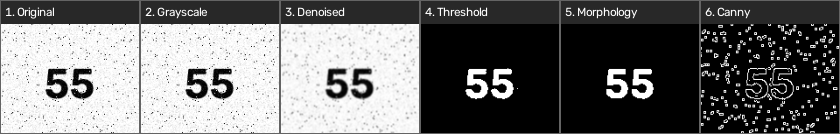 1. Original
2. Grayscale
3. Denoised
4. Threshold
5. Morphology
6. Canny
55
55
55
55
55
55